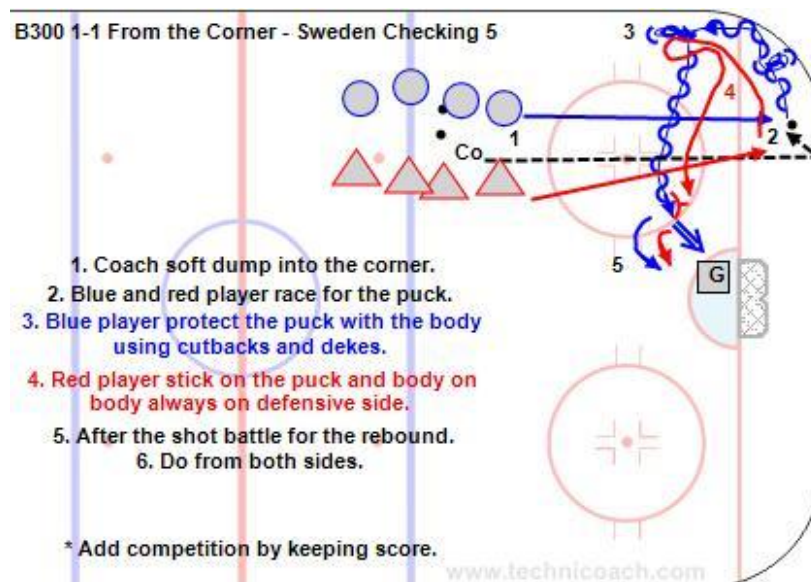 B300 1-1 From the Corner - Sweden Checking 5
3
4
1
2
Co
1. Coach soft dump into the corner.
5
G
2. Blue and red player race for the puck.
3. Blue player protect the puck with the body
using cutbacks and dekes.
4. Red player stick on the puck and body on
body always on defensive side.
5. After the shot battle for the rebound.
6. Do from both sides.
* Add competition by keeping score.
www.technicoach.com